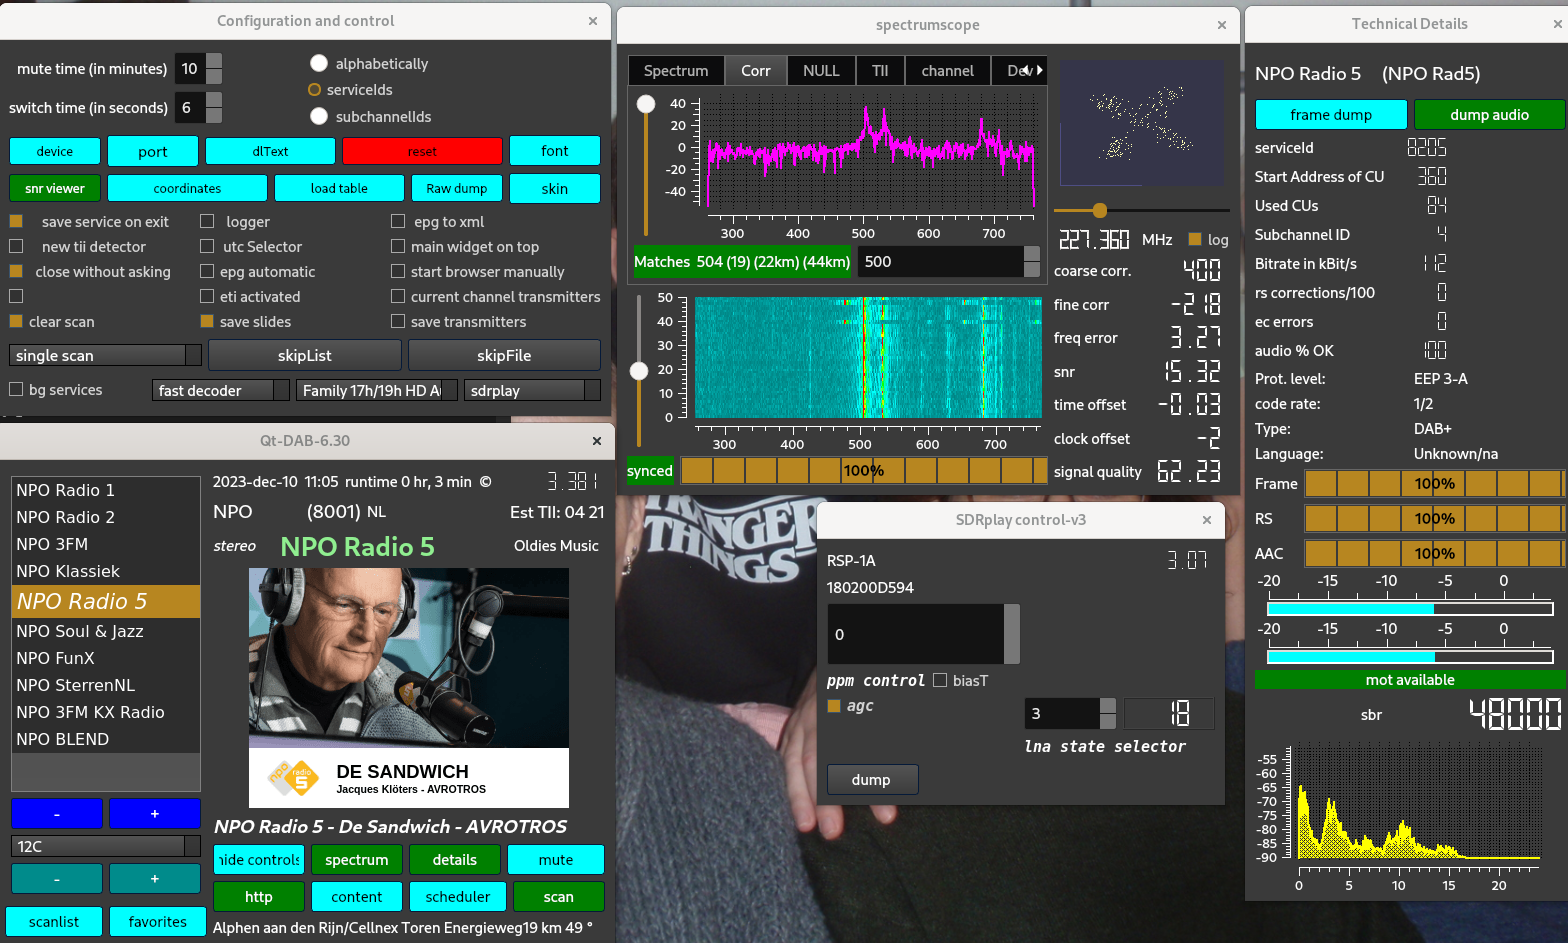 Configuration and control
×
mute time (in minutes) 10
alphabetically
serviceIds
switch time (in seconds) 6
subchannelIds
device port dlText reset font
snr viewer coordinates load table Raw dump skin
save service on exit logger epg to xml
new tii detector utc Selector main widget on top
close without asking epg automatic start browser manually
eti activated current channel transmitters
clear scan save slides save transmitters
single scan skipList skipFile
bg services fast decoder Family 17h/19h HD A sdrplay
Qt-DAB-6.30
×
NPO Radio 1
NPO Radio 2
NPO 3FM
NPO Klassiek
NPO Radio 5
NPO Soul & Jazz
NPO FunX
NPO SterrenNL
NPO 3FM KX Radio
NPO BLEND
- +
12C
- +
scanlist favorites
2023-dec-10 11:05 runtime 0 hr, 3 min © 3.381
NPO (8001) NL Est TII: 04 21
stereo NPO Radio 5 Oldies Music
npo radio 5
DE SANDWICH
Jacques Klöters - AVROTROS
NPO Radio 5 - De Sandwich - AVROTROS
hide controls spectrum details mute
http content scheduler scan
Alphen aan den Rijn/Cellnex Toren Energieweg19 km 49 °
spectrumscope
×
Spectrum Corr NULL TII channel Dev
40
20
0
-20
-40
300 400 500 600 700
Matches 504 (19) (22km) (44km) 500
50
40
30
20
10
0
300 400 500 600 700
synced 100%
227.360 MHz log
coarse corr. 400
fine corr -218
freq error 3.27
snr 15.32
time offset -0.03
clock offset -2
signal quality 62.23
STRANGER
THINGS
SDRplay control-v3
×
RSP-1A 3.07
180200D594
0
ppm control biasT
agc
3 18
lna state selector
dump
Technical Details
×
NPO Radio 5 (NPO Rad5)
frame dump dump audio
serviceId 8205
Start Address of CU 360
Used CUs 84
Subchannel ID 4
Bitrate in kBit/s 112
rs corrections/100 0
ec errors 0
audio % OK 100
Prot. level: EEP 3-A
code rate: 1/2
Type: DAB+
Language: Unknown/na
Frame 100%
RS 100%
AAC 100%
-20 -15 -10 -5 0
-20 -15 -10 -5 0
mot available
sbr 48000
-55
-60
-65
-70
-75
-80
-85
-90
0 5 10 15 20